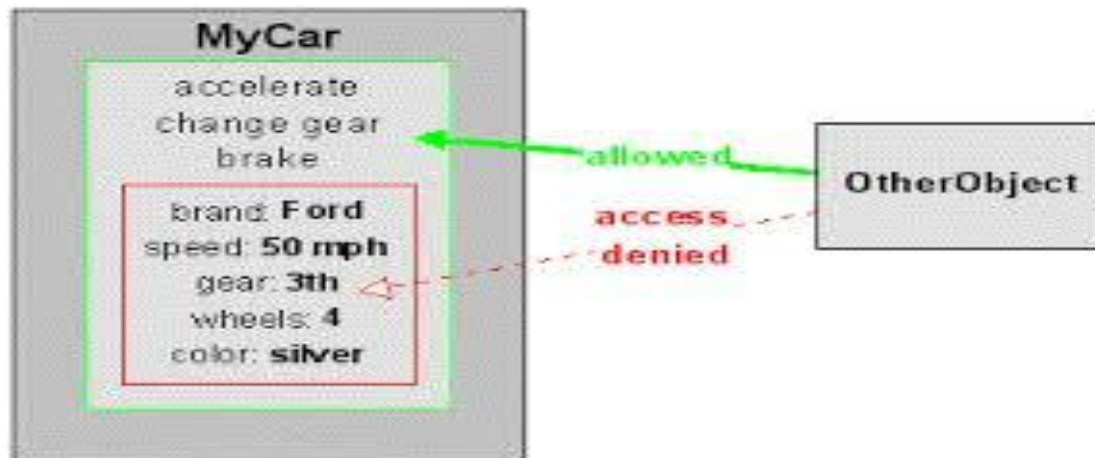 MyCar
accelerate
change gear
brake
brand: Ford
speed: 50 mph
gear: 3th
wheels: 4
color: silver
allowed
access
denied
OtherObject